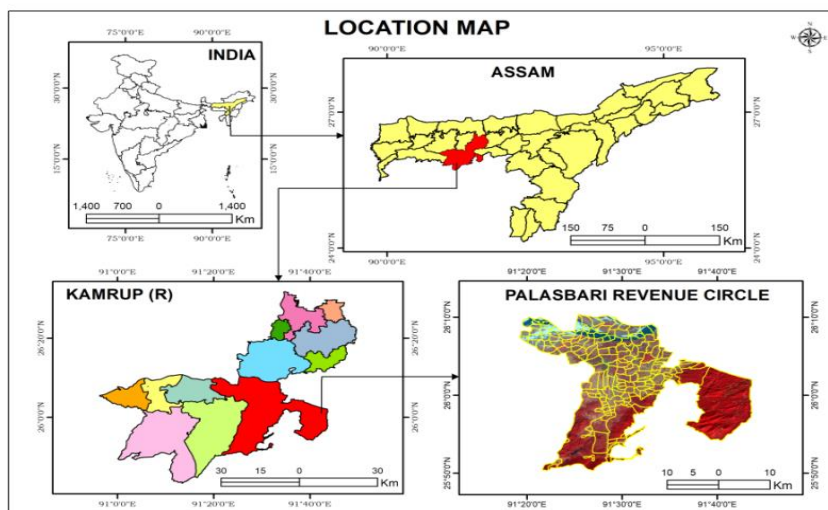 LOCATION MAP
N
W E
S
75°0'0"E 90°0'0"E
INDIA
30°0'0"N 30°0'0"N
15°0'0"N 15°0'0"N
1,400 700 0 1,400
Km
75°0'0"E 90°0'0"E
90°0'0"E 95°0'0"E
ASSAM
27°0'0"N 27°0'0"N
24°0'0"N 24°0'0"N
150 75 0 150
Km
90°0'0"E 95°0'0"E
91°0'0"E 91°20'0"E 91°40'0"E
KAMRUP (R)
26°20'0"N 26°20'0"N
26°0'0"N 26°0'0"N
30 15 0 30
Km
91°0'0"E 91°20'0"E 91°40'0"E
91°20'0"E 91°30'0"E 91°40'0"E
PALASBARI REVENUE CIRCLE
26°10'0"N 26°10'0"N
26°0'0"N 26°0'0"N
25°50'0"N 25°50'0"N
10 5 0 10
Km
91°20'0"E 91°30'0"E 91°40'0"E